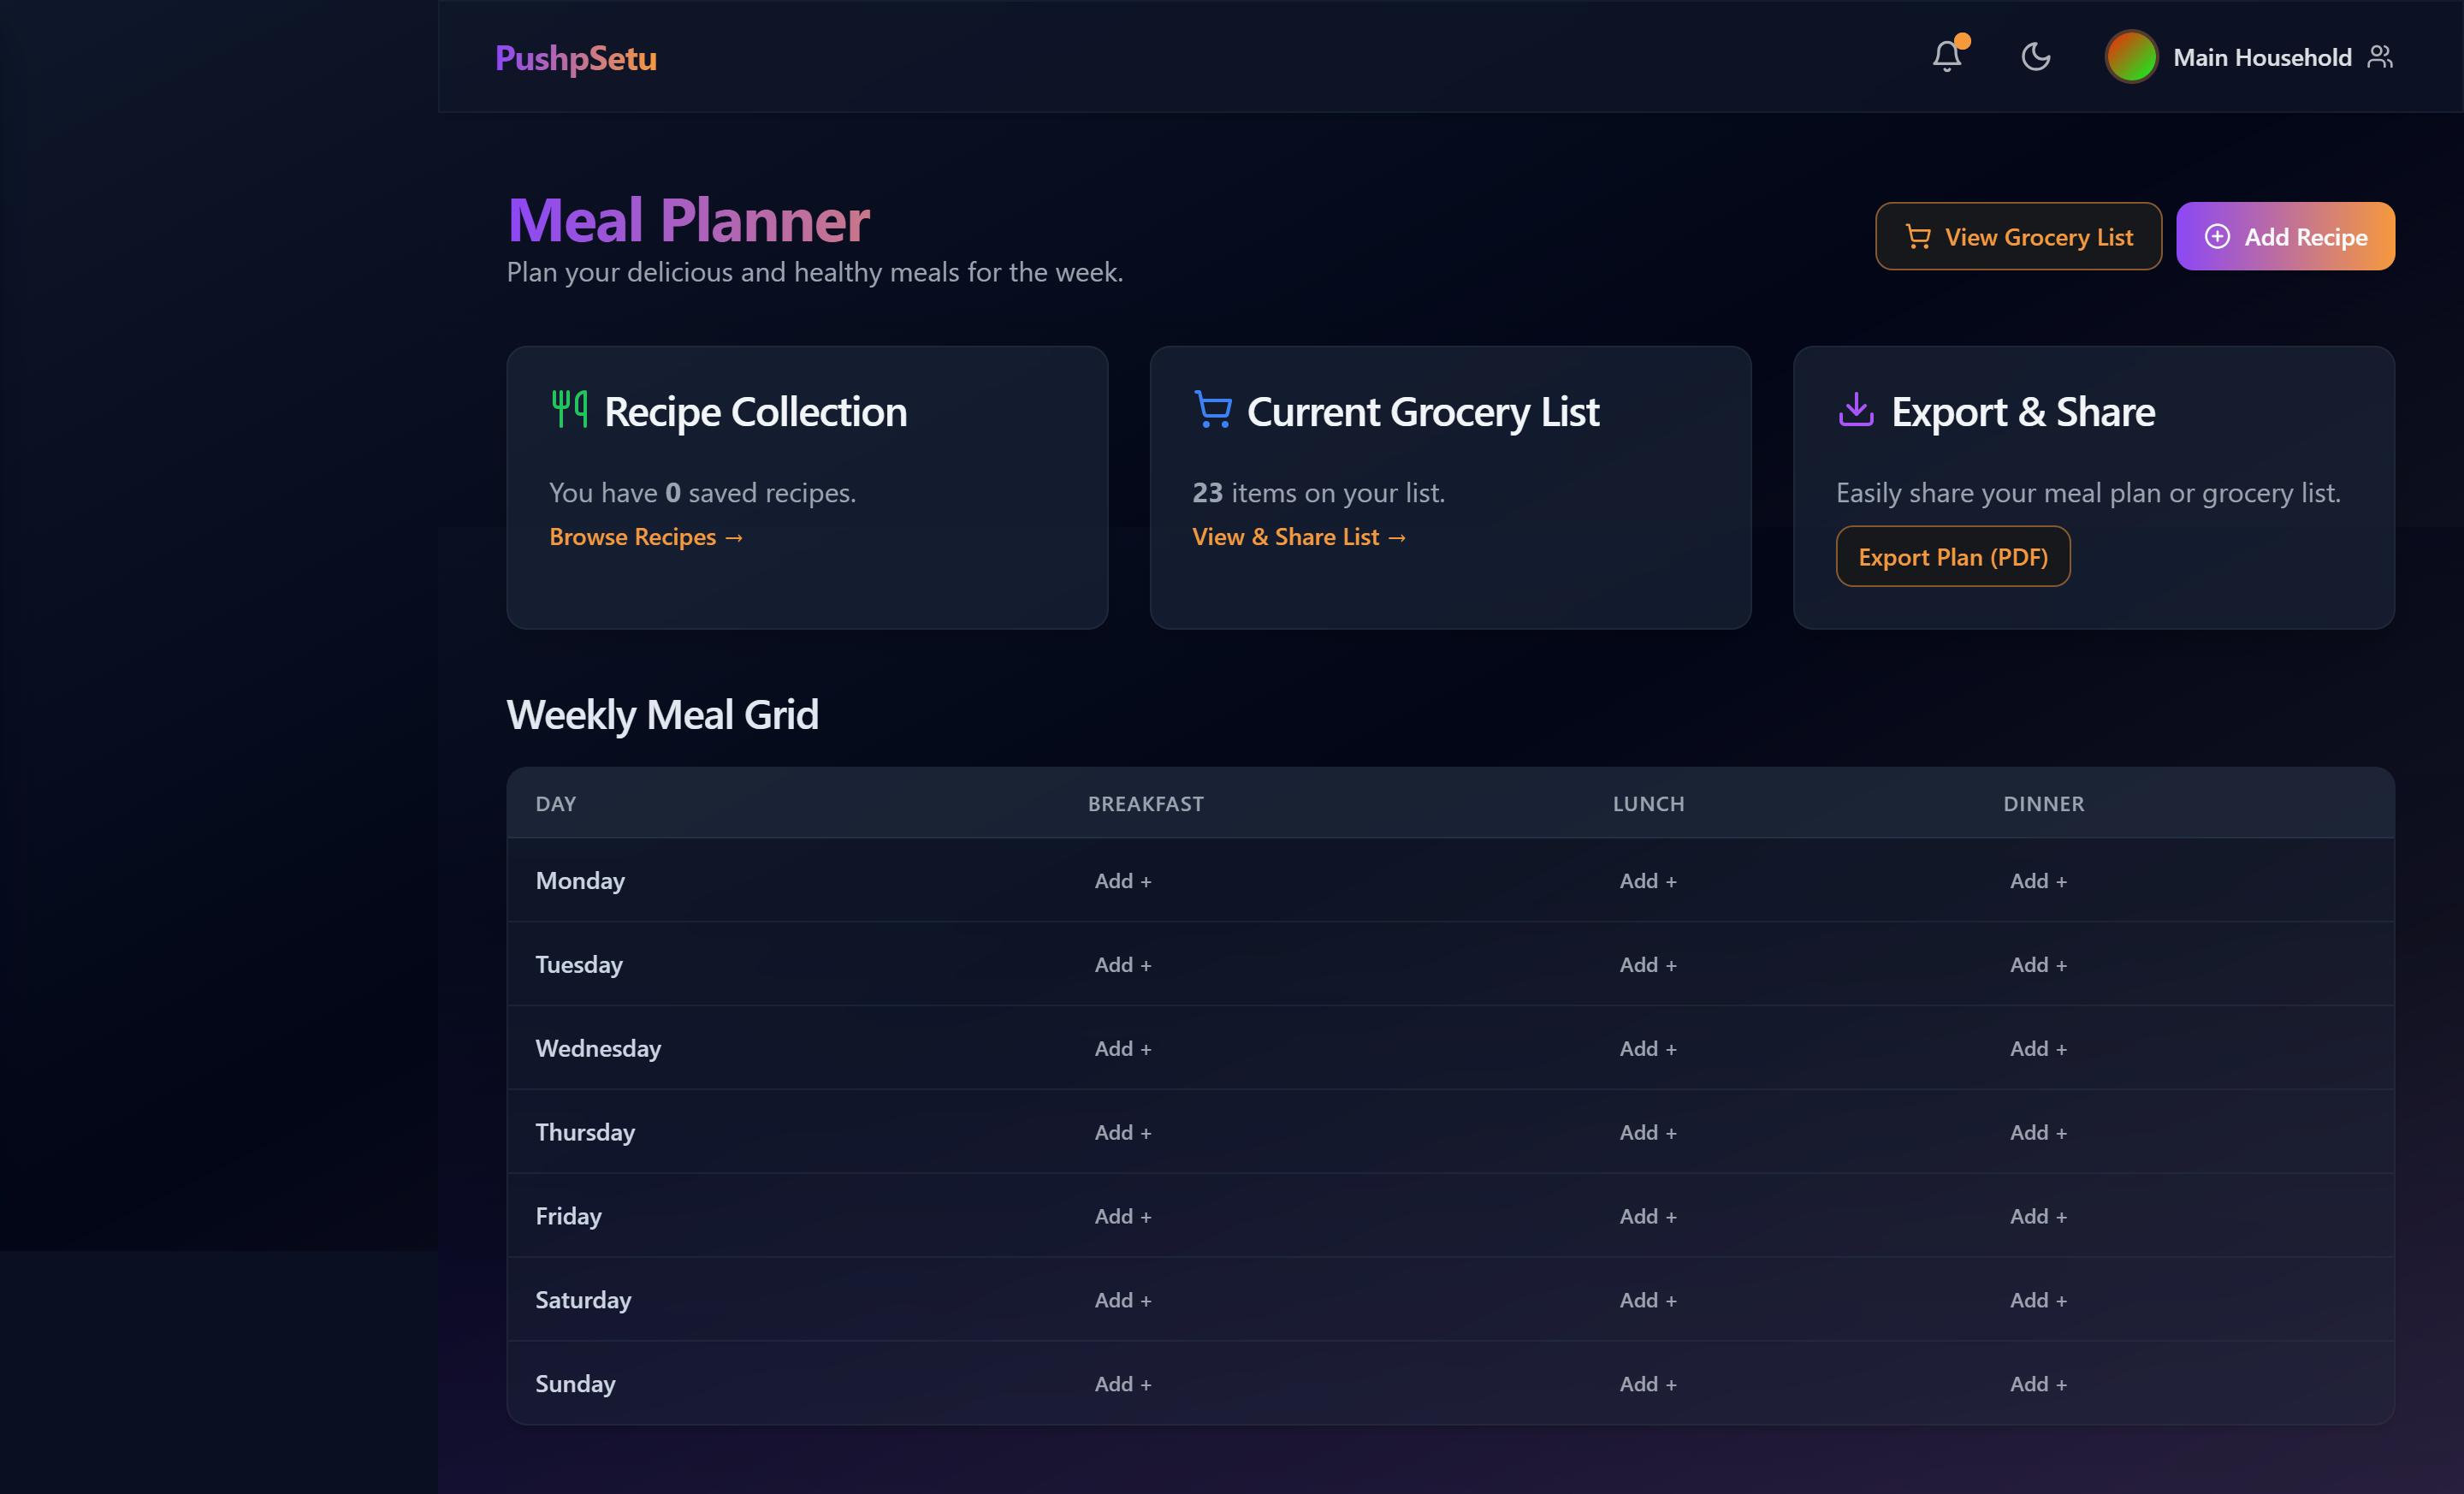 PushpSetu
Main Household
Meal Planner
Plan your delicious and healthy meals for the week.
View Grocery List
Add Recipe
Recipe Collection
You have 0 saved recipes.
Browse Recipes →
Current Grocery List
23 items on your list.
View & Share List →
Export & Share
Easily share your meal plan or grocery list.
Export Plan (PDF)
Weekly Meal Grid
DAY BREAKFAST LUNCH DINNER
Monday Add + Add + Add +
Tuesday Add + Add + Add +
Wednesday Add + Add + Add +
Thursday Add + Add + Add +
Friday Add + Add + Add +
Saturday Add + Add + Add +
Sunday Add + Add + Add +